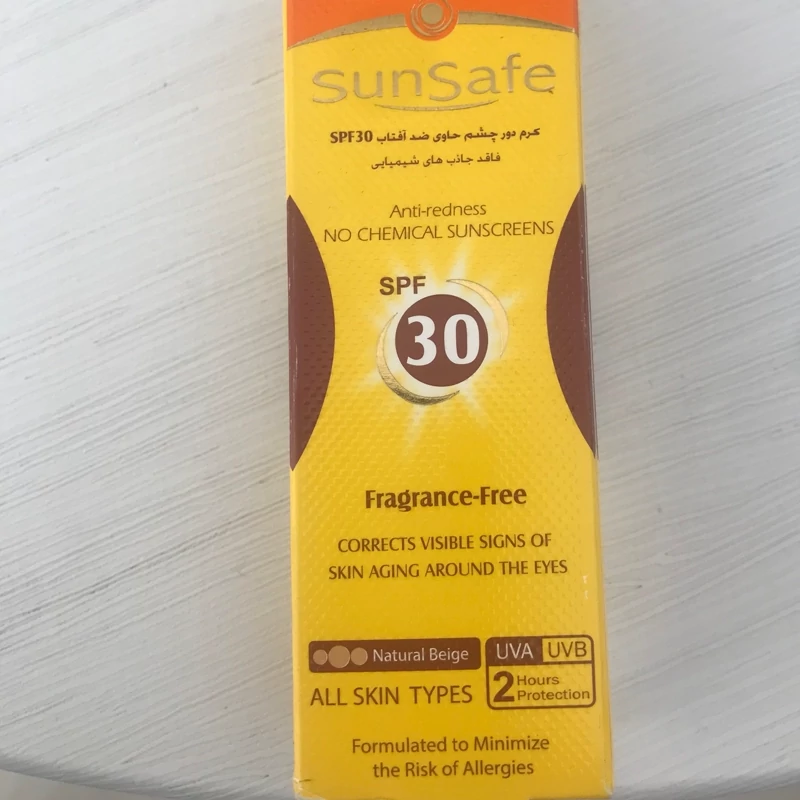 SunSafe
کرم دور چشم حاوی ضد آفتاب SPF30
فاقد جاذب های شیمیایی
Anti-redness
NO CHEMICAL SUNSCREENS
SPF
30
Fragrance-Free
CORRECTS VISIBLE SIGNS OF
SKIN AGING AROUND THE EYES
Natural Beige
UVA UVB
2 Hours
Protection
ALL SKIN TYPES
Formulated to Minimize
the Risk of Allergies